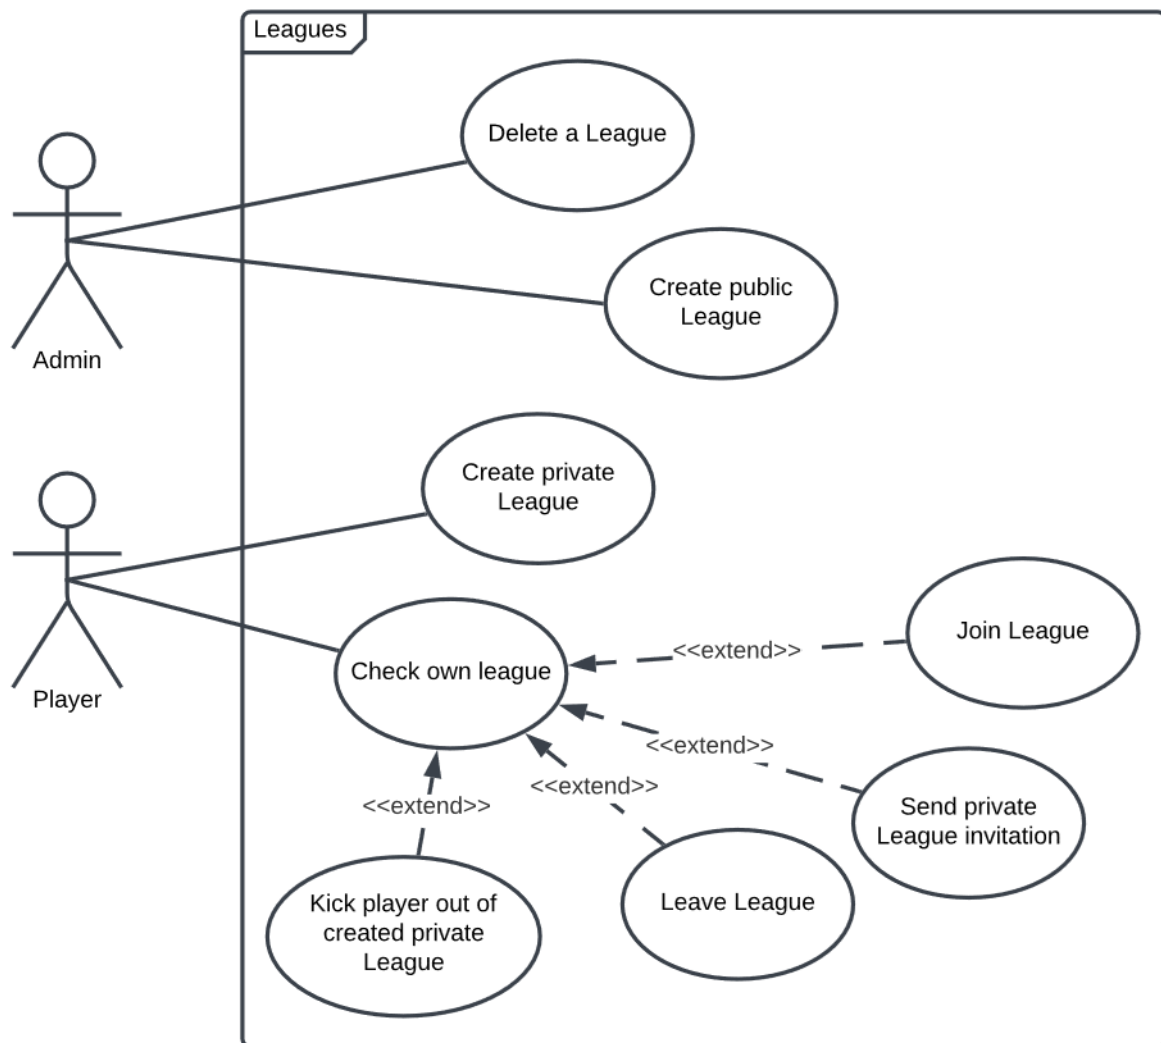 Leagues
Delete a League
Create public
League
Admin
Create private
League
Join League
<<extend>>
Check own league
Player
<<extend>>
<<extend>>
<<extend>>
Send private
League invitation
Kick player out of
created private
League
Leave League